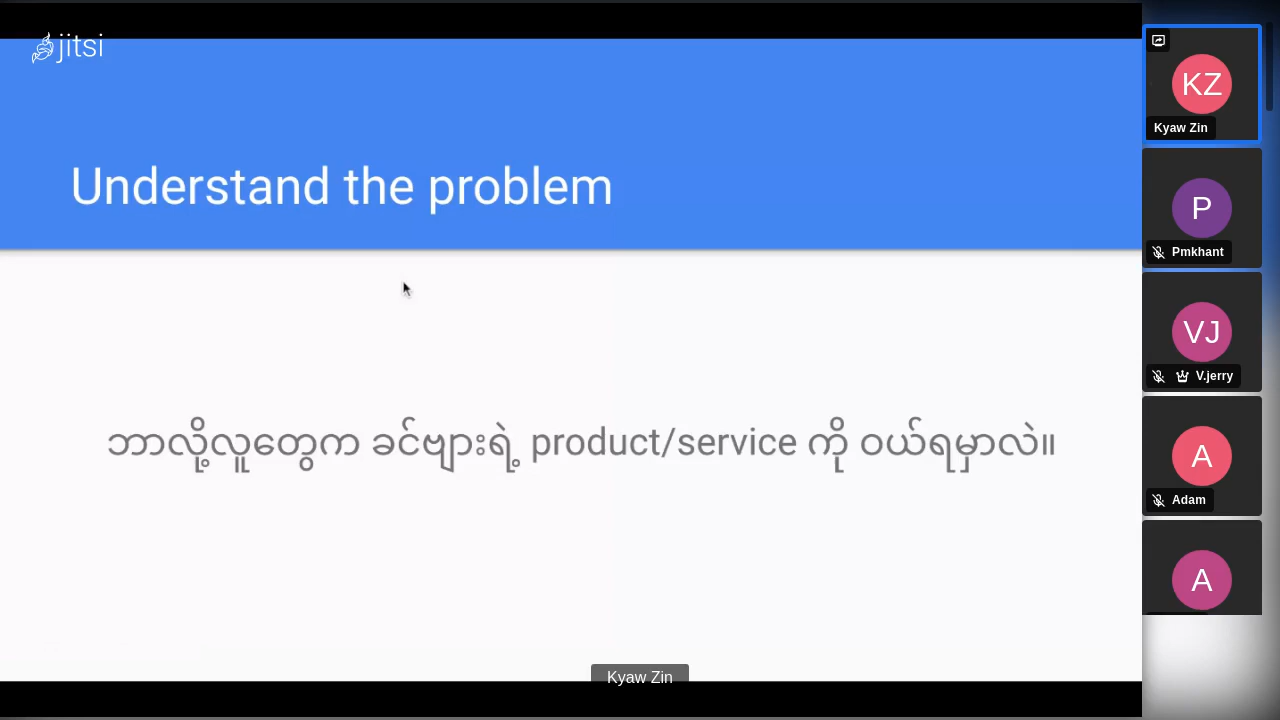 jitsi
Understand the problem
ဘာလို့လူတွေက ခင်ဗျားရဲ့ product/service ကို ဝယ်ရမှာလဲ။
Kyaw Zin
KZ
Kyaw Zin
P
Pmkhant
VJ
V.jerry
A
Adam
A